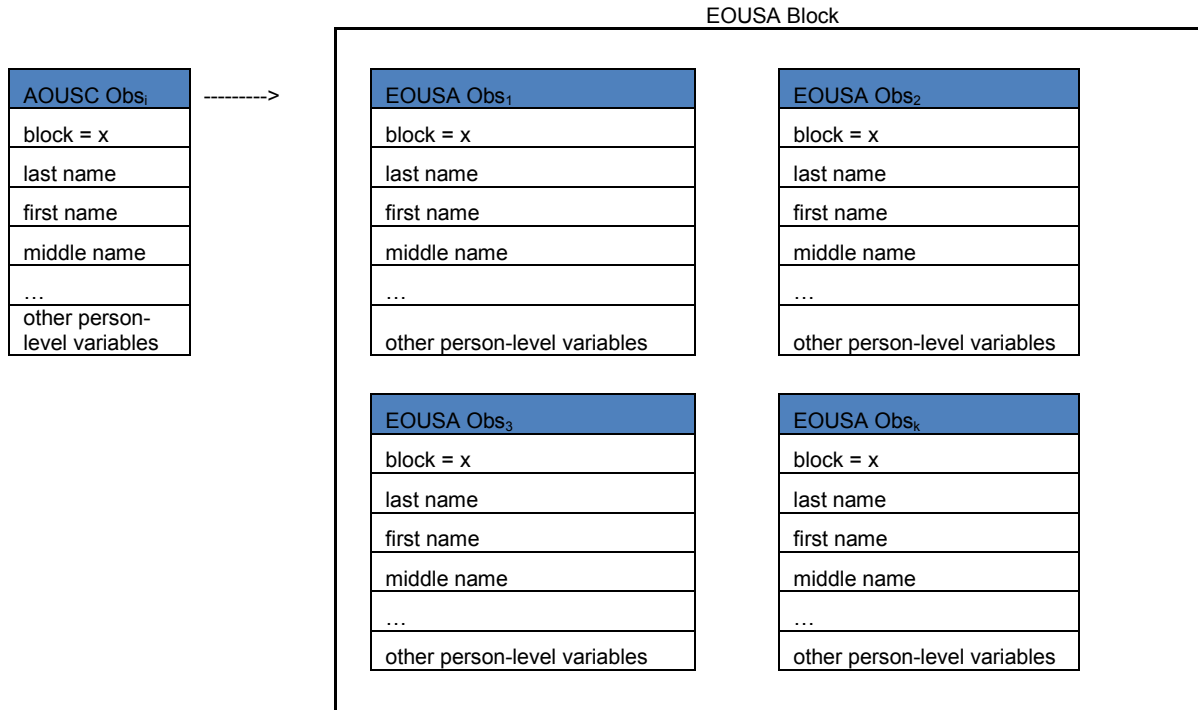 EOUSA Block
AOUSC Obsᵢ
--------->
block = x
last name
first name
middle name
…
other person-
level variables
EOUSA Obs₁
block = x
last name
first name
middle name
…
other person-level variables
EOUSA Obs₂
block = x
last name
first name
middle name
…
other person-level variables
EOUSA Obs₃
block = x
last name
first name
middle name
…
other person-level variables
EOUSA Obsₖ
block = x
last name
first name
middle name
…
other person-level variables